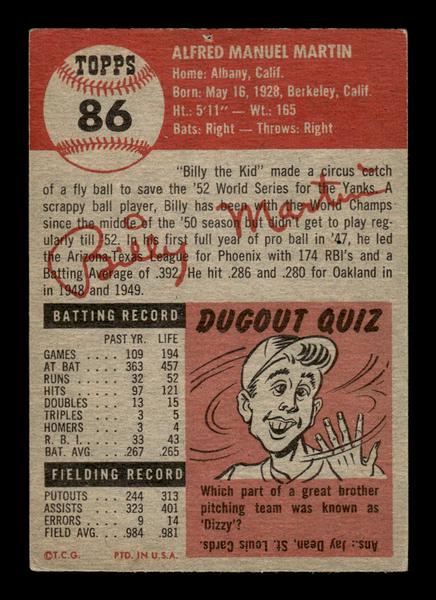 TOPPS
86
ALFRED MANUEL MARTIN
Home: Albany, Calif.
Born: May 16, 1928, Berkeley, Calif.
Ht.: 5'11" — Wt.: 165
Bats: Right — Throws: Right
"Billy the Kid" made a circus catch
of a fly ball to save the '52 World Series for the Yanks. A
scrappy ball player, Billy has been with the World Champs
since the middle of the '50 season but didn't get to play reg-
ularly till '52. In his first full year of pro ball in '47, he led
the Arizona-Texas League for Phoenix with 174 RBI's and a
Batting Average of .392. He hit .286 and .280 for Oakland in
in 1948 and 1949.
Billy Martin
BATTING RECORD
PAST YR. LIFE
GAMES 109 194
AT BAT 363 457
RUNS 32 52
HITS 97 121
DOUBLES 13 15
TRIPLES 3 5
HOMERS 3 4
R. B. I. 33 43
BAT. AVG. .267 .265
FIELDING RECORD
PUTOUTS 244 313
ASSISTS 323 401
ERRORS 9 14
FIELD AVG. .984 .981
©T.C.G. PTD. IN U.S.A.
DUGOUT QUIZ
Which part of a great brother
pitching team was known as
'Dizzy'?
Ans.: Jay Dean, St. Louis Cards.